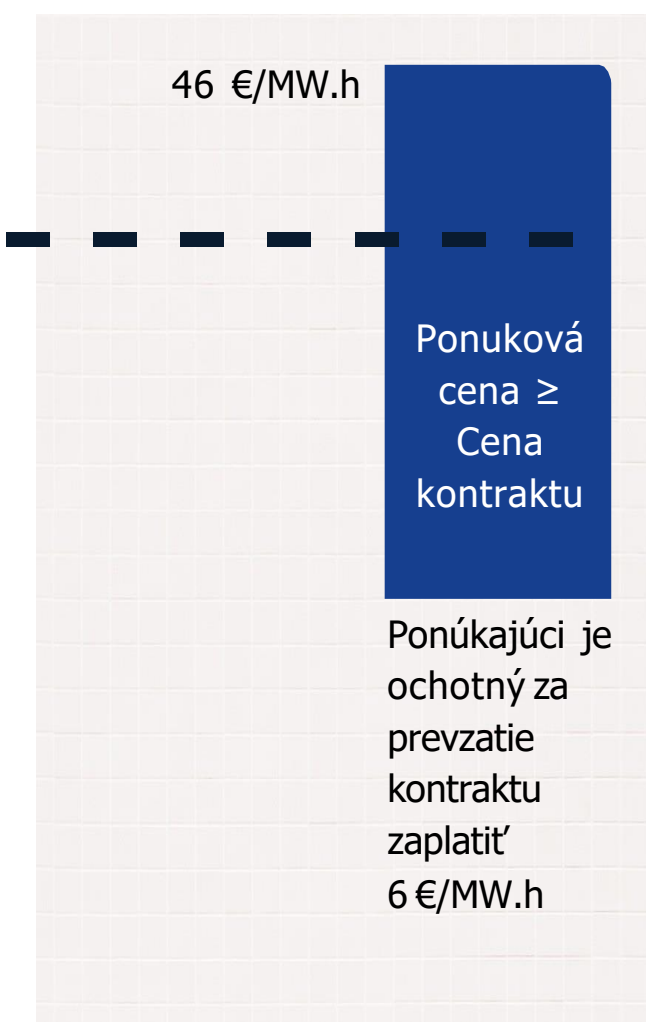 46 €/MW.h
Ponuková
cena ≥
Cena
kontraktu
Ponúkajúci je
ochotný za
prevzatie
kontraktu
zaplatiť
6 €/MW.h